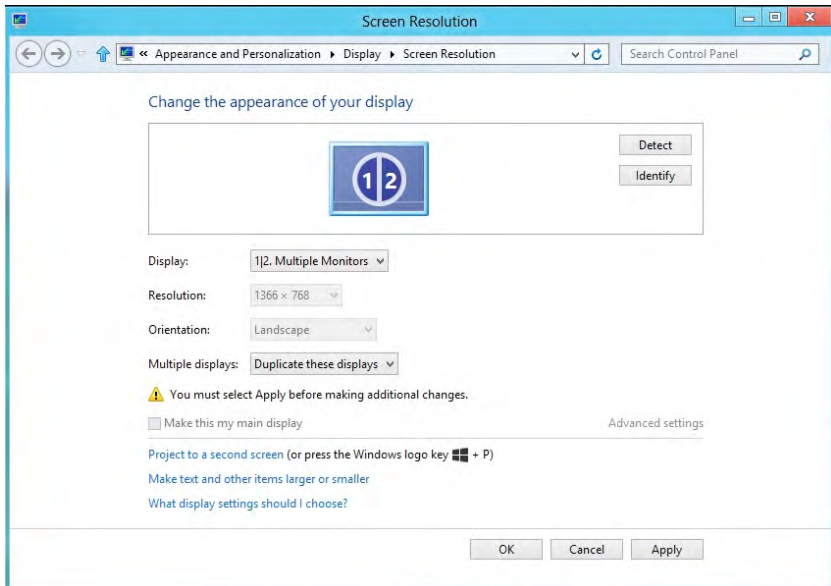 Screen Resolution
« Appearance and Personalization Display Screen Resolution Search Control Panel
Change the appearance of your display
Detect
1 2
Identify
Display: 1|2. Multiple Monitors
Resolution: 1366 × 768
Orientation: Landscape
Multiple displays: Duplicate these displays
You must select Apply before making additional changes.
Make this my main display Advanced settings
Project to a second screen (or press the Windows logo key + P)
Make text and other items larger or smaller
What display settings should I choose?
OK Cancel Apply